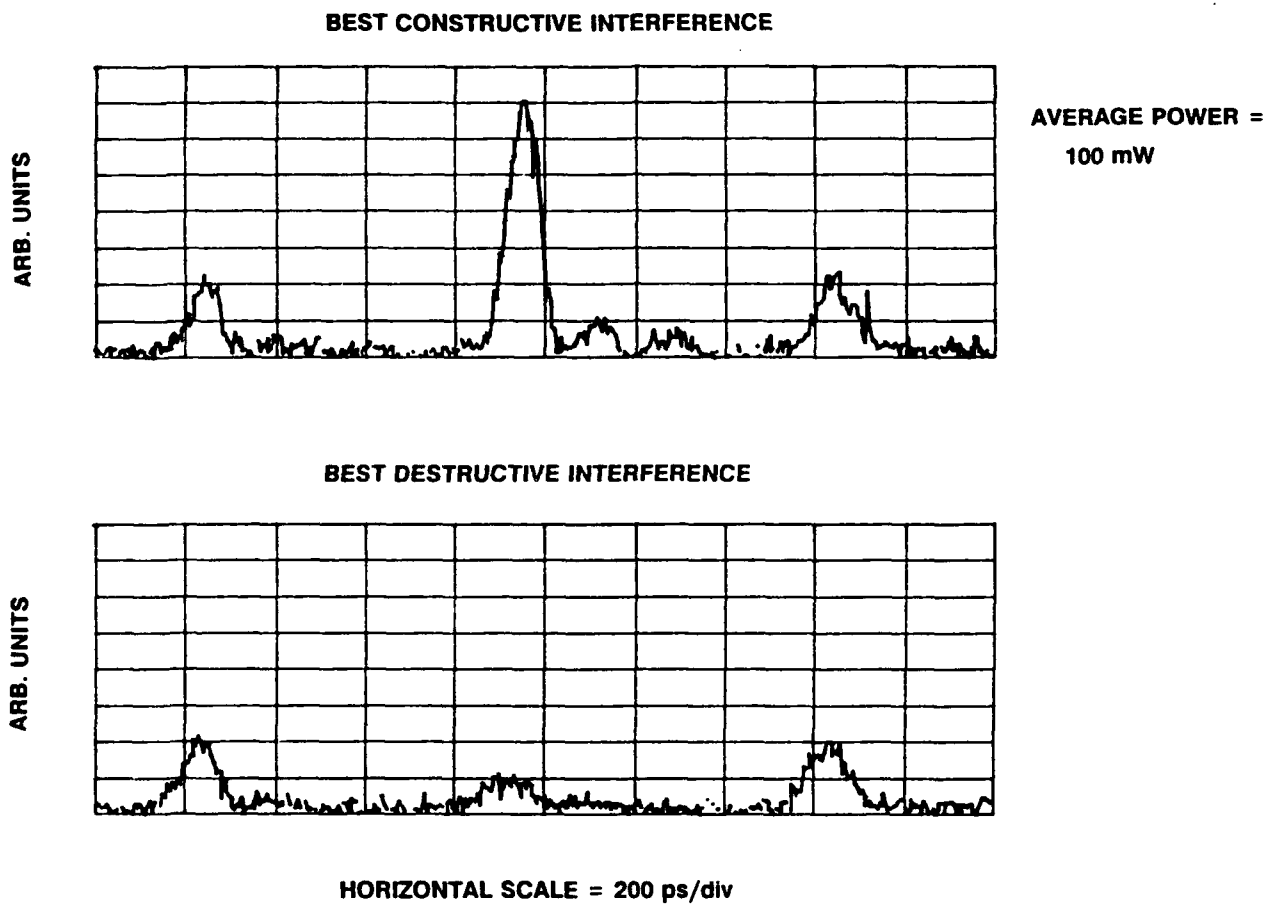 BEST CONSTRUCTIVE INTERFERENCE
ARB. UNITS
AVERAGE POWER =
100 mW
BEST DESTRUCTIVE INTERFERENCE
ARB. UNITS
HORIZONTAL SCALE = 200 ps/div